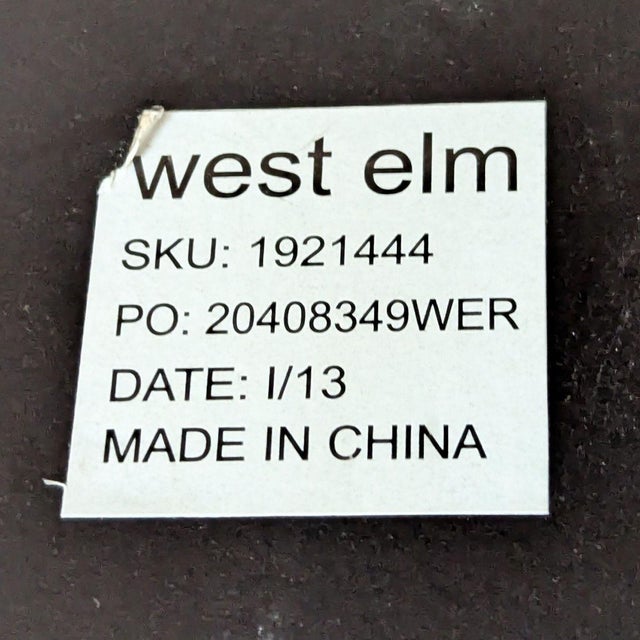 west elm
SKU: 1921444
PO: 20408349WER
DATE: I/13
MADE IN CHINA